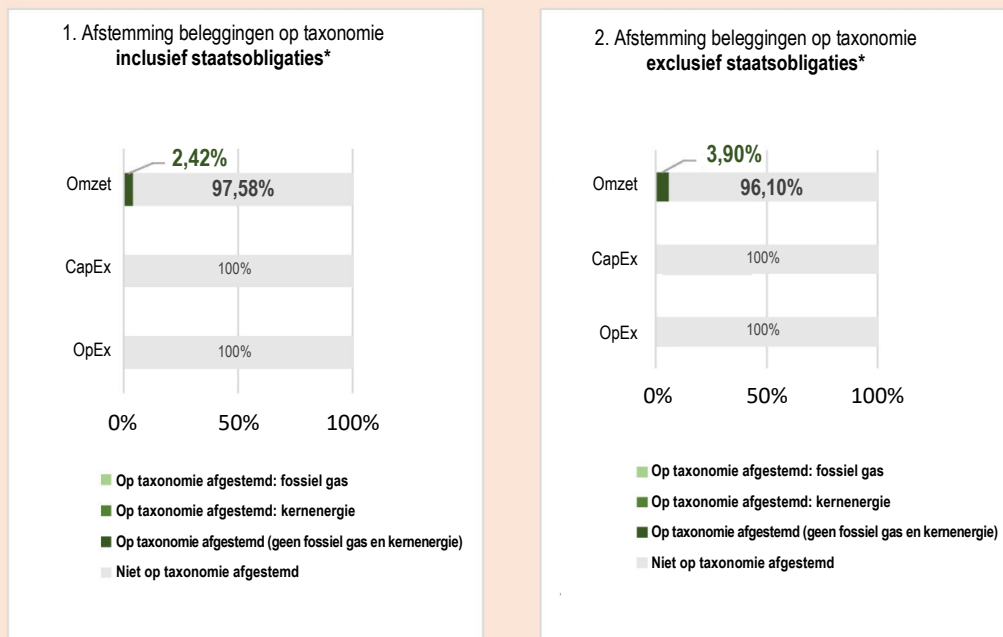 1. Afstemming beleggingen op taxonomie
inclusief staatsobligaties*
2,42%
Omzet
97,58%
CapEx
100%
OpEx
100%
0%
50%
100%
Op taxonomie afgestemd: fossiel gas
Op taxonomie afgestemd: kernenergie
Op taxonomie afgestemd (geen fossiel gas en kernenergie)
Niet op taxonomie afgestemd
2. Afstemming beleggingen op taxonomie
exclusief staatsobligaties*
3,90%
Omzet
96,10%
CapEx
100%
OpEx
100%
0%
50%
100%
Op taxonomie afgestemd: fossiel gas
Op taxonomie afgestemd: kernenergie
Op taxonomie afgestemd (geen fossiel gas en kernenergie)
Niet op taxonomie afgestemd